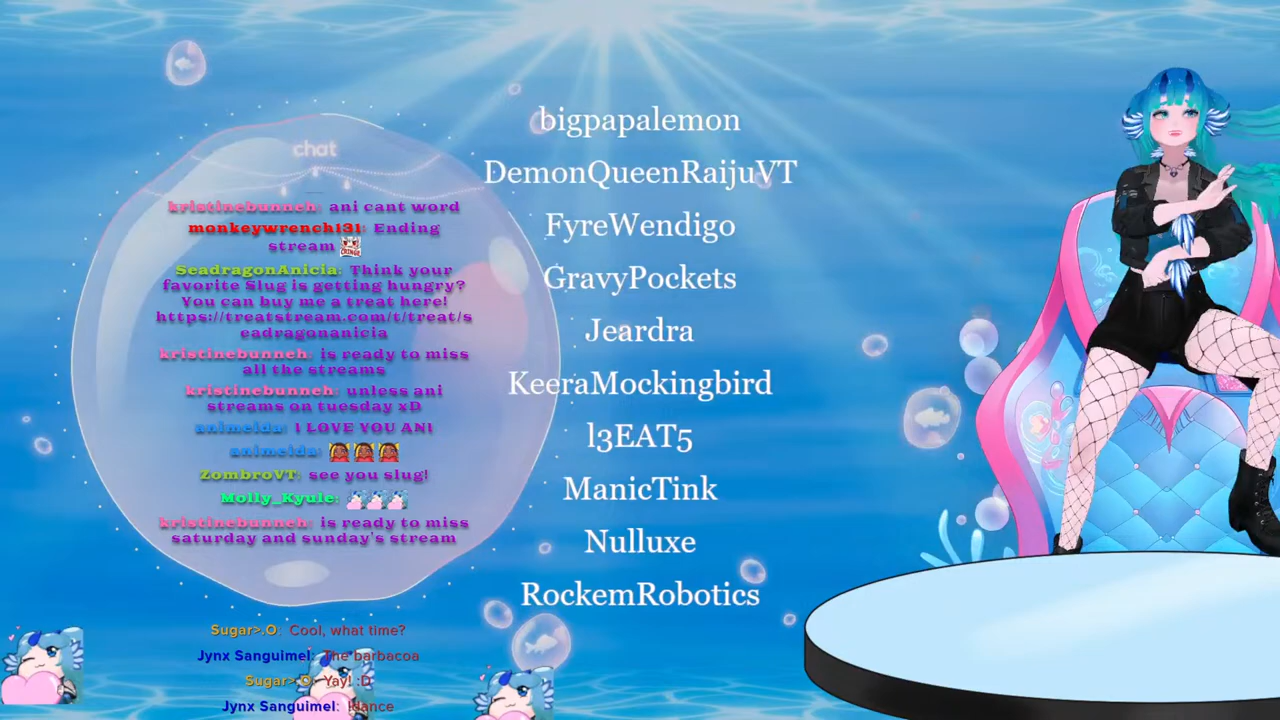 chat
kristinebunneh: ani cant word
monkeywrench131: Ending
stream
SeadragonAnicia: Think your
favorite Slug is getting hungry?
You can buy me a treat here!
https://treatstream.com/t/treat/s
eadragonanicia
kristinebunneh: is ready to miss
all the streams
kristinebunneh: unless ani
streams on tuesday xD
animeida: I LOVE YOU ANI
animeida:
ZombroVT: see you slug!
Molly_Kyule:
kristinebunneh: is ready to miss
saturday and sunday's stream
Sugar>.O: Cool, what time?
Jynx Sanguimel: The barbacoa
Sugar>.O: Yay! :D
Jynx Sanguimel:
bigpapalemon
DemonQueenRaijuVT
FyreWendigo
GravyPockets
Jeardra
KeeraMockingbird
l3EAT5
ManicTink
Nulluxe
RockemRobotics